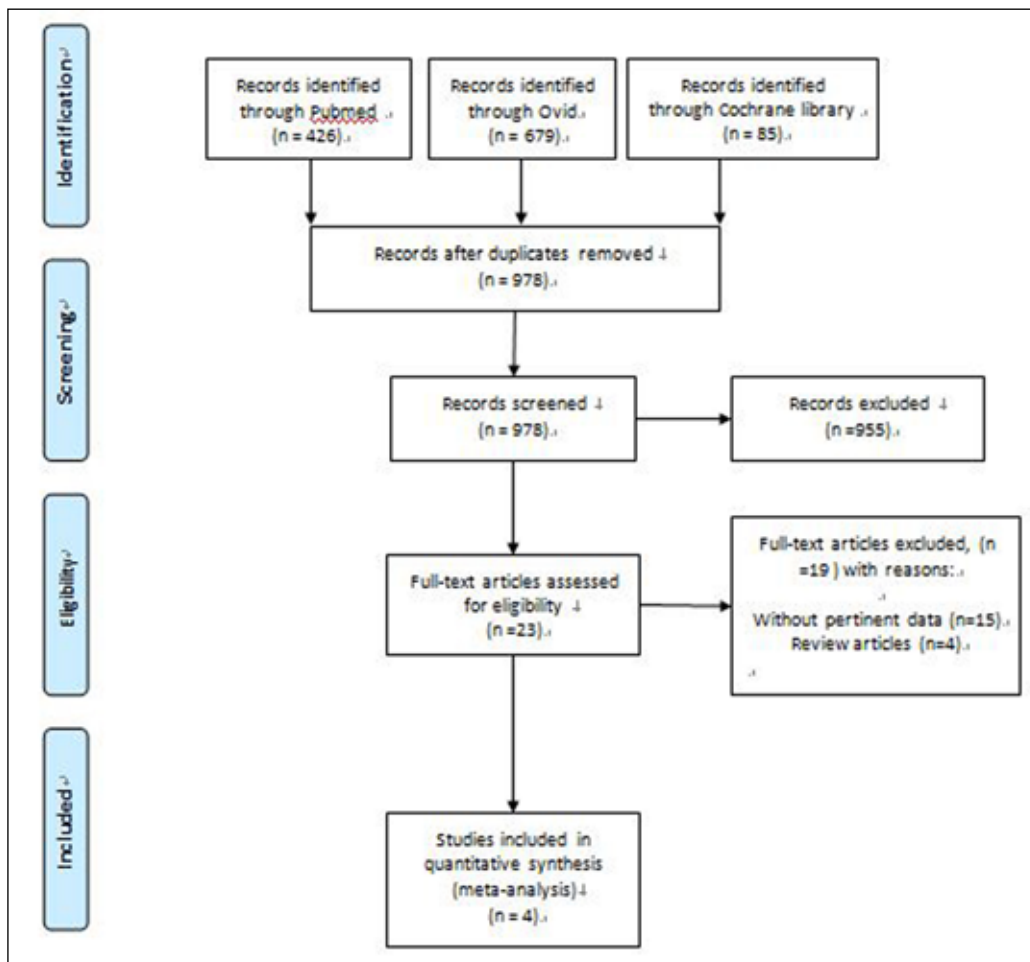 Identification
Records identified
through Pubmed
(n = 426)
Records identified
through Ovid
(n = 679)
Records identified
through Cochrane library
(n = 85)
Records after duplicates removed
(n = 978)
Screening
Records screened
(n = 978)
Records excluded
(n =955)
Eligibility
Full-text articles assessed
for eligibility
(n =23)
Full-text articles excluded, (n
=19 ) with reasons:
Without pertinent data (n=15)
Review articles (n=4)
Included
Studies included in
quantitative synthesis
(meta-analysis)
(n = 4)